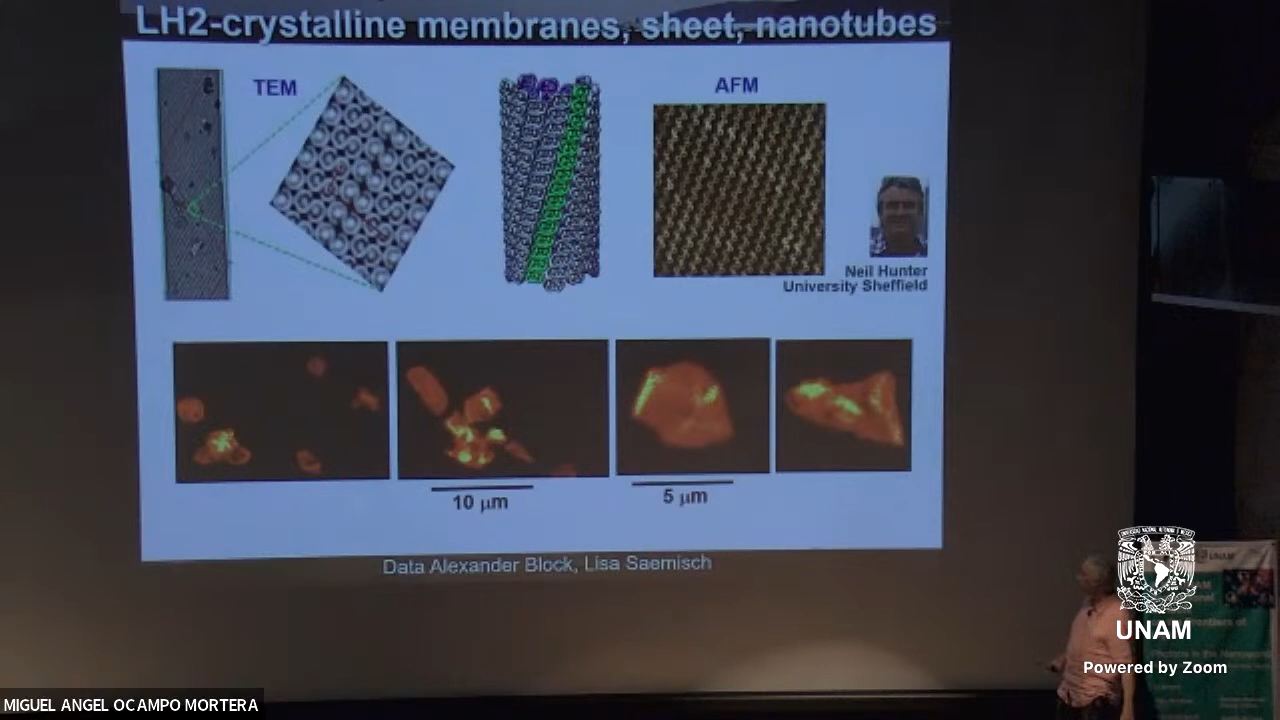 LH2-crystalline membranes, sheet, nanotubes
TEM
AFM
Neil Hunter
University Sheffield
10 µm
5 µm
Data Alexander Block, Lisa Saemisch
UNAM
UNAM
Powered by Zoom
MIGUEL ANGEL OCAMPO MORTERA